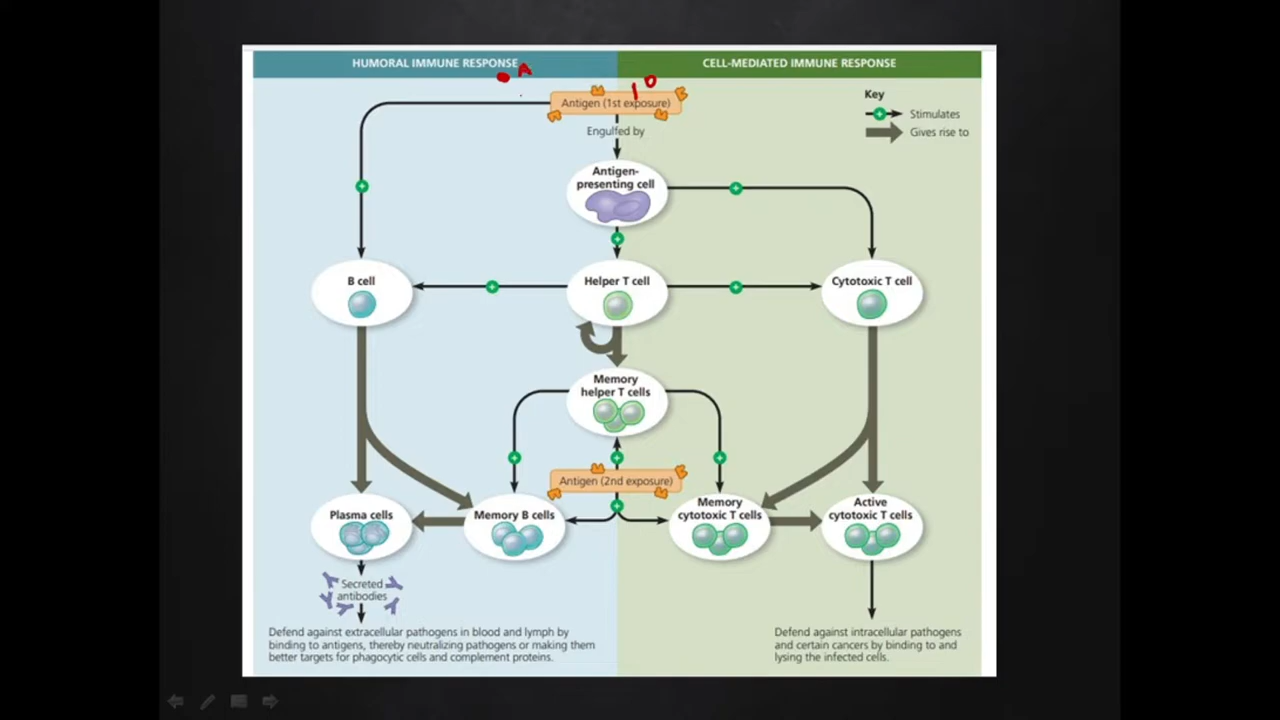 HUMORAL IMMUNE RESPONSE
CELL-MEDIATED IMMUNE RESPONSE
A
1°
Antigen (1st exposure)
Engulfed by
Key
Stimulates
Gives rise to
Antigen-
presenting cell
B cell
Helper T cell
Cytotoxic T cell
Memory
helper T cells
Antigen (2nd exposure)
Plasma cells
Memory B cells
Memory
cytotoxic T cells
Active
cytotoxic T cells
Secreted
antibodies
Defend against extracellular pathogens in blood and lymph by
binding to antigens, thereby neutralizing pathogens or making them
better targets for phagocytic cells and complement proteins.
Defend against intracellular pathogens
and certain cancers by binding to and
lysing the infected cells.